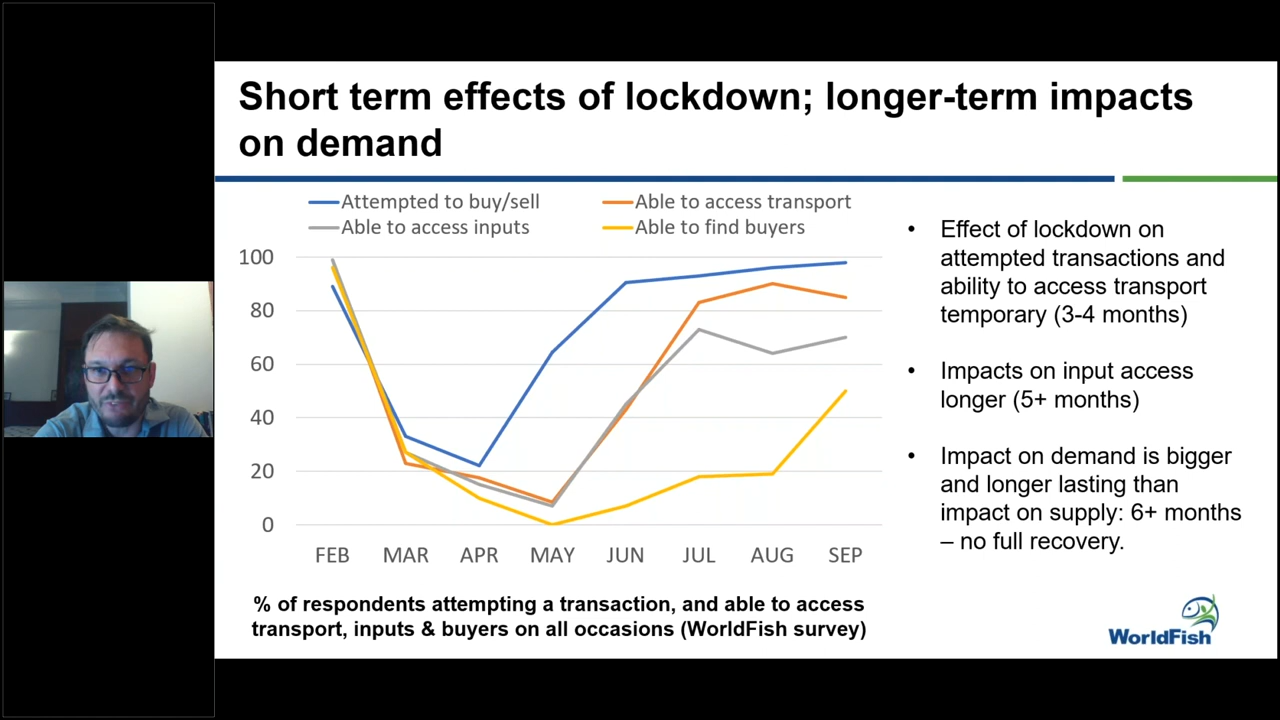 Short term effects of lockdown; longer-term impacts
on demand
Attempted to buy/sell
Able to access transport
Able to access inputs
Able to find buyers
100
80
60
40
20
0
FEB MAR APR MAY JUN JUL AUG SEP
% of respondents attempting a transaction, and able to access
transport, inputs & buyers on all occasions (WorldFish survey)
• Effect of lockdown on
attempted transactions and
ability to access transport
temporary (3-4 months)
• Impacts on input access
longer (5+ months)
• Impact on demand is bigger
and longer lasting than
impact on supply: 6+ months
– no full recovery.
WorldFish